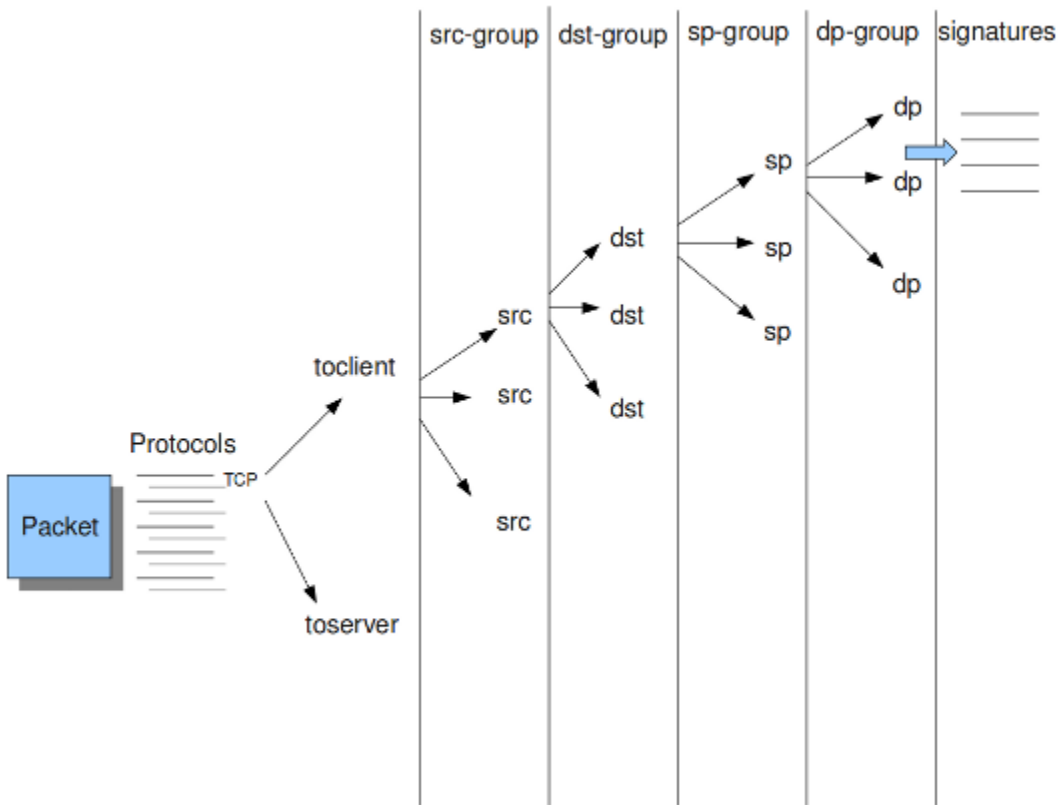 src-group dst-group sp-group dp-group signatures
dp
sp
dp
dst
sp
dp
src
dst
sp
toclient
src
dst
Protocols
TCP
Packet
src
toserver